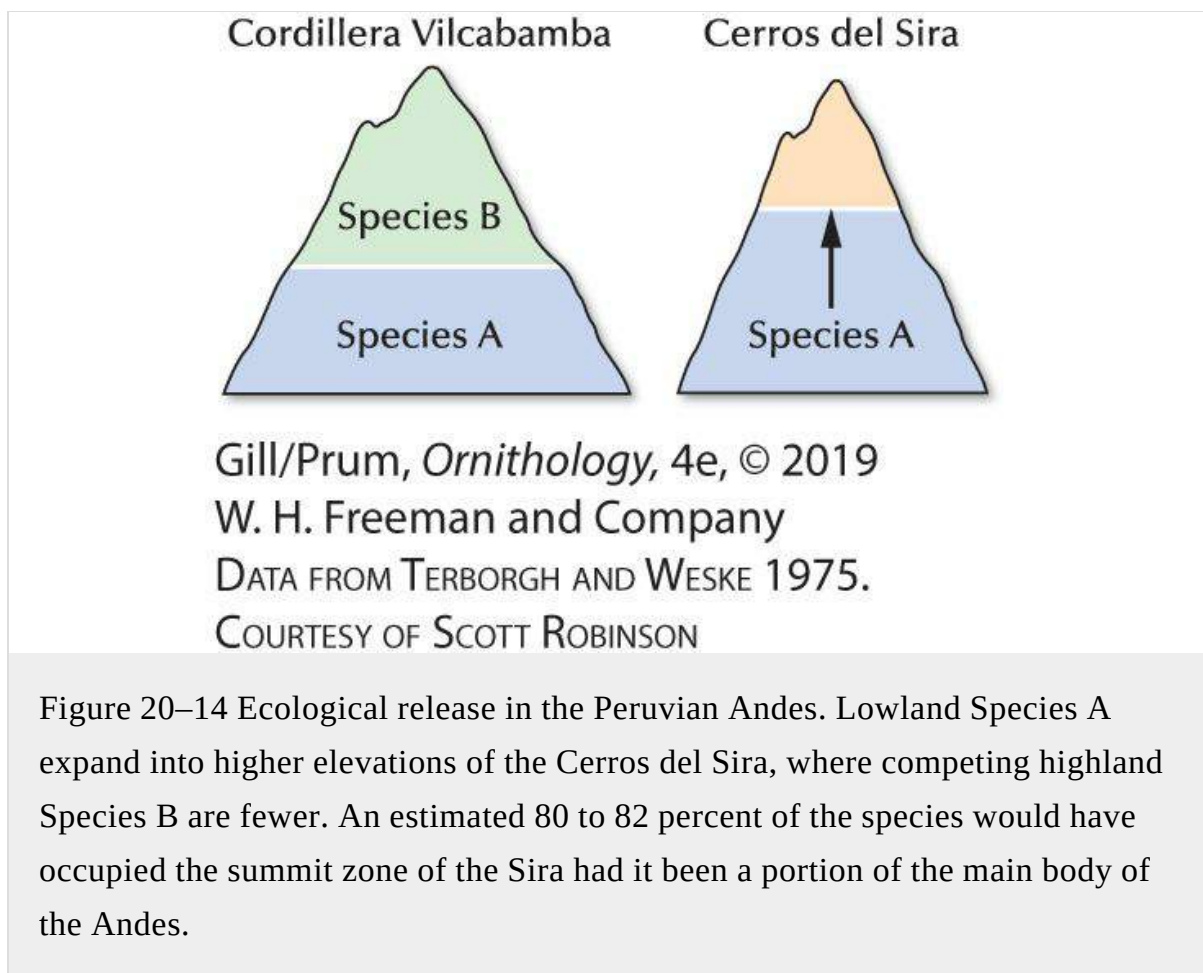 Cordillera Vilcabamba
Cerros del Sira
Species B
Species A
Species A
Gill/Prum, Ornithology, 4e, © 2019
W. H. Freeman and Company
DATA FROM TERBORGH AND WESKE 1975.
COURTESY OF SCOTT ROBINSON
Figure 20–14 Ecological release in the Peruvian Andes. Lowland Species A
expand into higher elevations of the Cerros del Sira, where competing highland
Species B are fewer. An estimated 80 to 82 percent of the species would have
occupied the summit zone of the Sira had it been a portion of the main body of
the Andes.